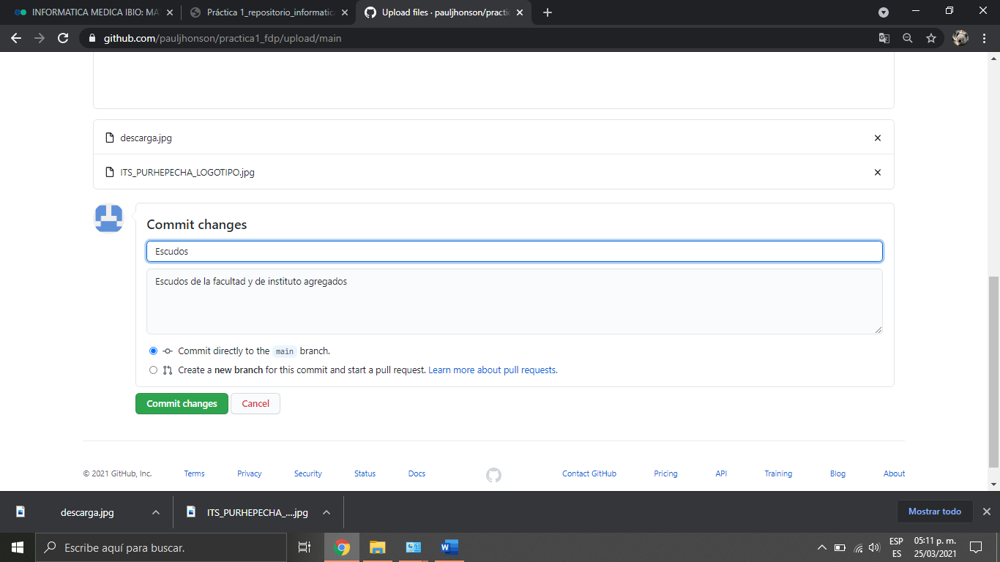 INFORMATICA MEDICA IBIO: MA
Práctica 1_repositorio_informatica
Upload files · pauljhonson/practic
github.com/pauljhonson/practica1_fdp/upload/main
descarga.jpg
ITS_PURHEPECHA_LOGOTIPO.jpg
Commit changes
Escudos
Escudos de la facultad y de instituto agregados
Commit directly to the main branch.
Create a new branch for this commit and start a pull request. Learn more about pull requests.
Commit changes Cancel
© 2021 GitHub, Inc. Terms Privacy Security Status Docs Contact GitHub Pricing API Training Blog About
descarga.jpg ITS_PURHEPECHA_....jpg Mostrar todo
Escribe aquí para buscar.
ESP 05:11 p. m.
ES 25/03/2021